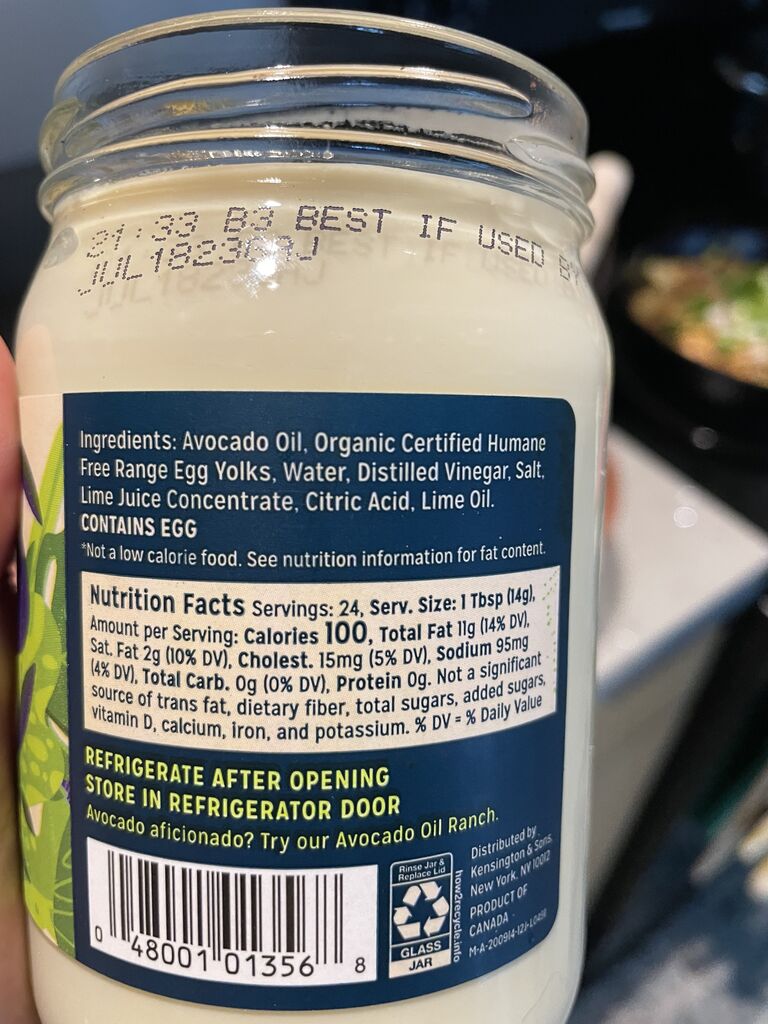 21:33 B3 BEST IF USED BY
JUL1823
Ingredients: Avocado Oil, Organic Certified Humane
Free Range Egg Yolks, Water, Distilled Vinegar, Salt,
Lime Juice Concentrate, Citric Acid, Lime Oil.
CONTAINS EGG
*Not a low calorie food. See nutrition information for fat content.
Nutrition Facts Servings: 24, Serv. Size: 1 Tbsp (14g),
Amount per Serving: Calories 100, Total Fat 11g (14% DV),
Sat. Fat 2g (10% DV), Cholest. 15mg (5% DV), Sodium 95mg
(4% DV), Total Carb. 0g (0% DV), Protein 0g. Not a significant
source of trans fat, dietary fiber, total sugars, added sugars,
vitamin D, calcium, iron, and potassium. % DV = % Daily Value
REFRIGERATE AFTER OPENING
STORE IN REFRIGERATOR DOOR
Avocado aficionado? Try our Avocado Oil Ranch.
0 48001 01356 8
Rinse Jar &
Replace Lid
GLASS
JAR
how2recycle.info
Distributed by
Kensington & Sons,
New York, NY 10012
PRODUCT OF
CANADA